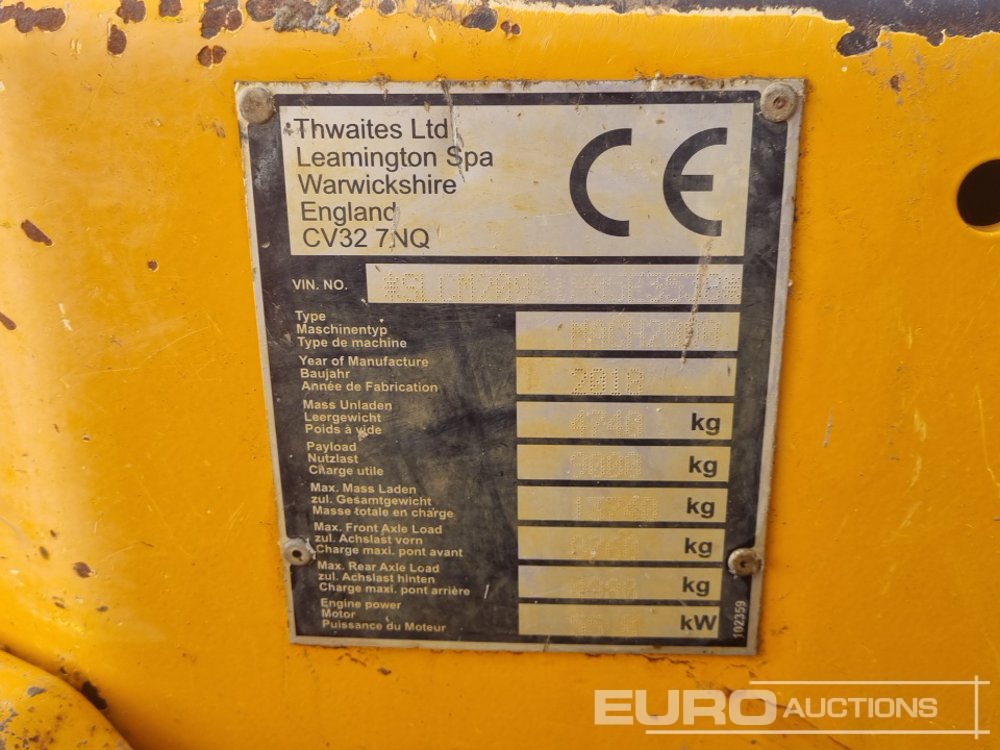 Thwaites Ltd
Leamington Spa
Warwickshire
England
CV32 7NQ
CE
VIN. NO.
Type
Maschinentyp
Type de machine
Year of Manufacture
Baujahr
Année de Fabrication
2018
Mass Unladen
Leergewicht
Poids à vide
4740 kg
Payload
Nutzlast
Charge utile
9000 kg
Max. Mass Laden
zul. Gesamtgewicht
Masse totale en charge
kg
Max. Front Axle Load
zul. Achslast vorn
Charge maxi. pont avant
kg
Max. Rear Axle Load
zul. Achslast hinten
Charge maxi. pont arrière
kg
Engine power
Motor
Puissance du Moteur
kW
102359
EURO AUCTIONS